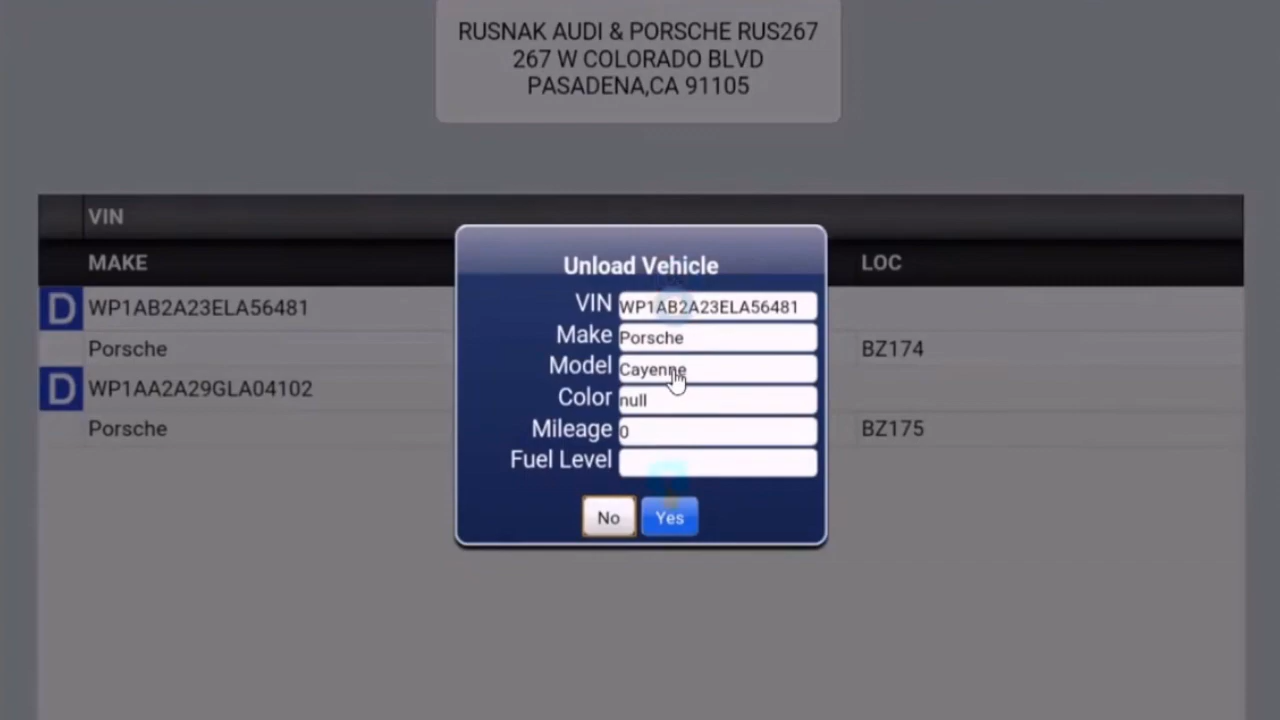 RUSNAK AUDI & PORSCHE RUS267
267 W COLORADO BLVD
PASADENA,CA 91105
VIN
MAKE
LOC
D WP1AB2A23ELA56481
Porsche BZ174
D WP1AA2A29GLA04102
Porsche BZ175
Unload Vehicle
VIN WP1AB2A23ELA56481
Make Porsche
Model Cayenne
Color null
Mileage 0
Fuel Level
No Yes